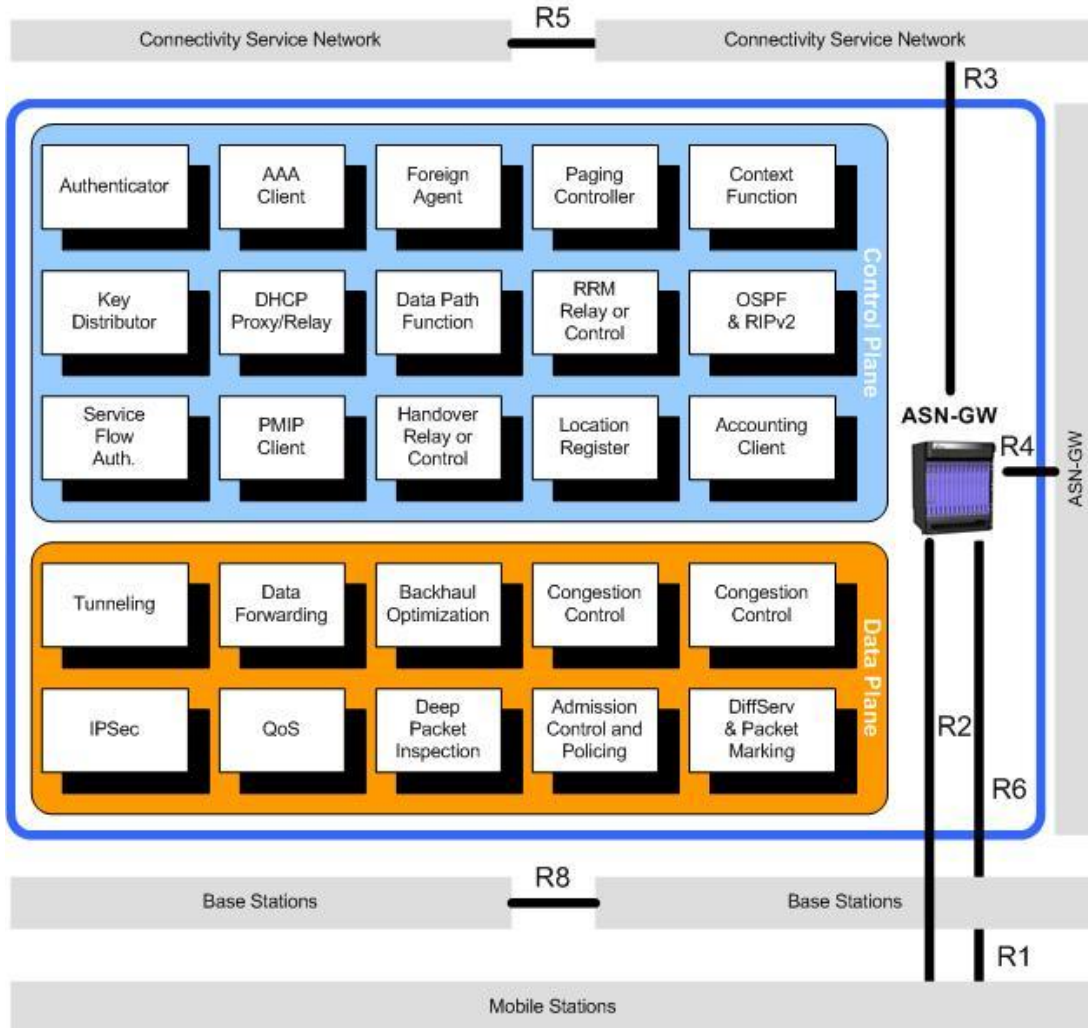 R5
Connectivity Service Network
Connectivity Service Network
R3
Authenticator
AAA
Client
Foreign
Agent
Paging
Controller
Context
Function
Key
Distributor
DHCP
Proxy/Relay
Data Path
Function
RRM
Relay or
Control
OSPF
& RIPv2
Service
Flow
Auth.
PMIP
Client
Handover
Relay or
Control
Location
Register
Accounting
Client
Control Plane
ASN-GW
R4
ASN-GW
Tunneling
Data
Forwarding
Backhaul
Optimization
Congestion
Control
Congestion
Control
IPSec
QoS
Deep
Packet
Inspection
Admission
Control and
Policing
DiffServ
& Packet
Marking
Data Plane
R2
R6
R8
Base Stations
Base Stations
R1
Mobile Stations